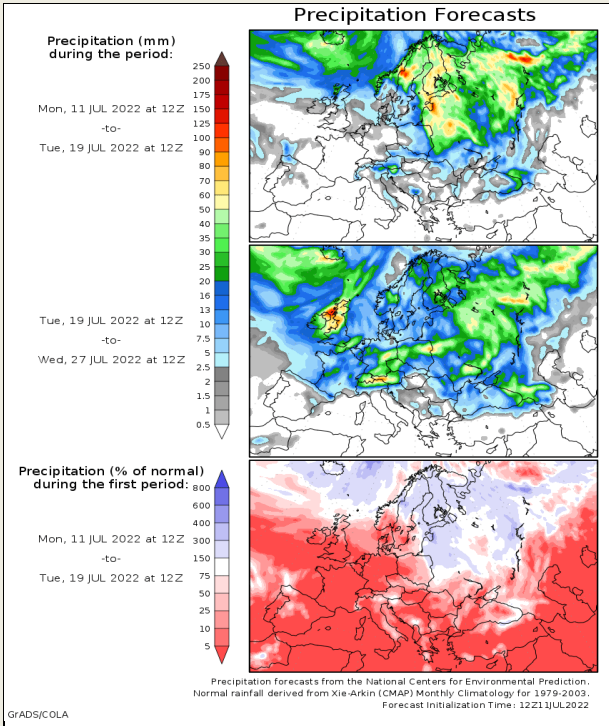 Precipitation Forecasts
Precipitation (mm)
during the period:
Mon, 11 JUL 2022 at 12Z
-to-
Tue, 19 JUL 2022 at 12Z
250
200
175
150
125
100
90
80
70
60
50
40
35
30
25
20
16
13
10
7.5
5
2.5
2
1.5
1
0.5
Tue, 19 JUL 2022 at 12Z
-to-
Wed, 27 JUL 2022 at 12Z
Precipitation (% of normal)
during the first period:
Mon, 11 JUL 2022 at 12Z
-to-
Tue, 19 JUL 2022 at 12Z
800
600
400
300
150
75
50
25
10
5
Precipitation forecasts from the National Centers for Environmental Prediction.
Normal rainfall derived from Xie-Arkin (CMAP) Monthly Climatology for 1979-2003.
Forecast Initialization Time: 12Z11JUL2022
GrADS/COLA